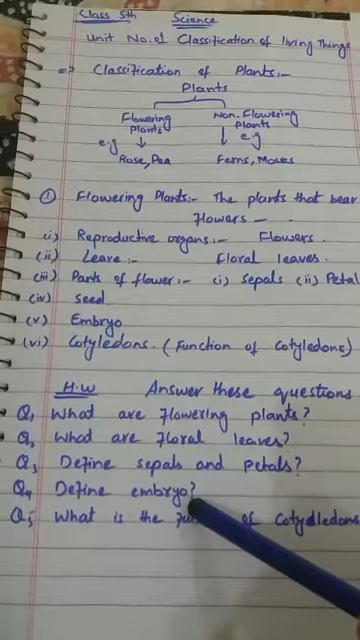 Class 5th Science
Unit No.01 Classification of living Things
=> Classification of Plants:-
Plants
Flowering Plants Non-Flowering Plants
e.g e.g
Rose, Pea Ferns, Mosses
① Flowering Plants:- The plants that bear
flowers -
(i) Reproductive organs:- Flowers.
(ii) Leave:- Floral leaves.
(iii) Parts of flower:- (i) Sepals (ii) Petal
(iv) seed.
(v) Embryo
(vi) Cotyledons. (Function of Cotyledons)
H.W Answer these questions
Q1 What are flowering plants?
Q2 What are floral leaves?
Q3 Define sepals and petals?
Q4 Define embryo?
Q5 What is the of Cotydledons